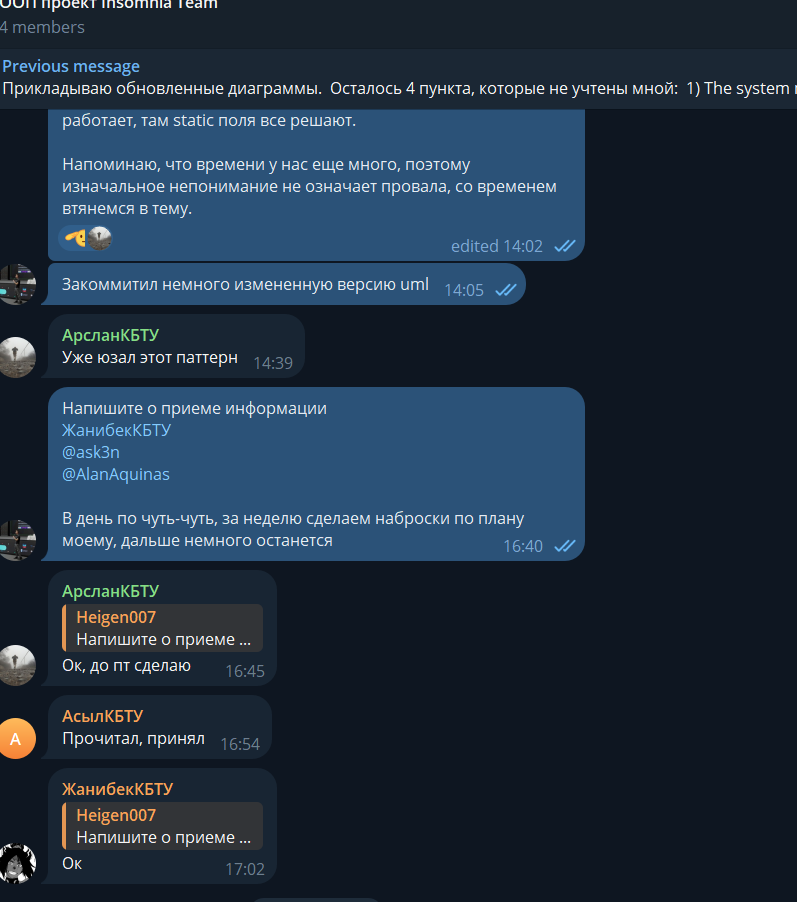 ООП проект Insomnia Team
4 members
Previous message
Прикладываю обновленные диаграммы. Осталось 4 пункта, которые не учтены мной: 1) The system
работает, там static поля все решают.
Напоминаю, что времени у нас еще много, поэтому
изначальное непонимание не означает провала, со временем
втянемся в тему.
edited 14:02
Закоммитил немного измененную версию uml 14:05
АрсланКБТУ
Уже юзал этот паттерн 14:39
Напишите о приеме информации
ЖанибекКБТУ
@ask3n
@AlanAquinas
В день по чуть-чуть, за неделю сделаем наброски по плану
моему, дальше немного останется 16:40
АрсланКБТУ
Heigen007
Напишите о приеме ...
Ок, до пт сделаю 16:45
А
АсылКБТУ
Прочитал, принял 16:54
ЖанибекКБТУ
Heigen007
Напишите о приеме ...
Ок 17:02